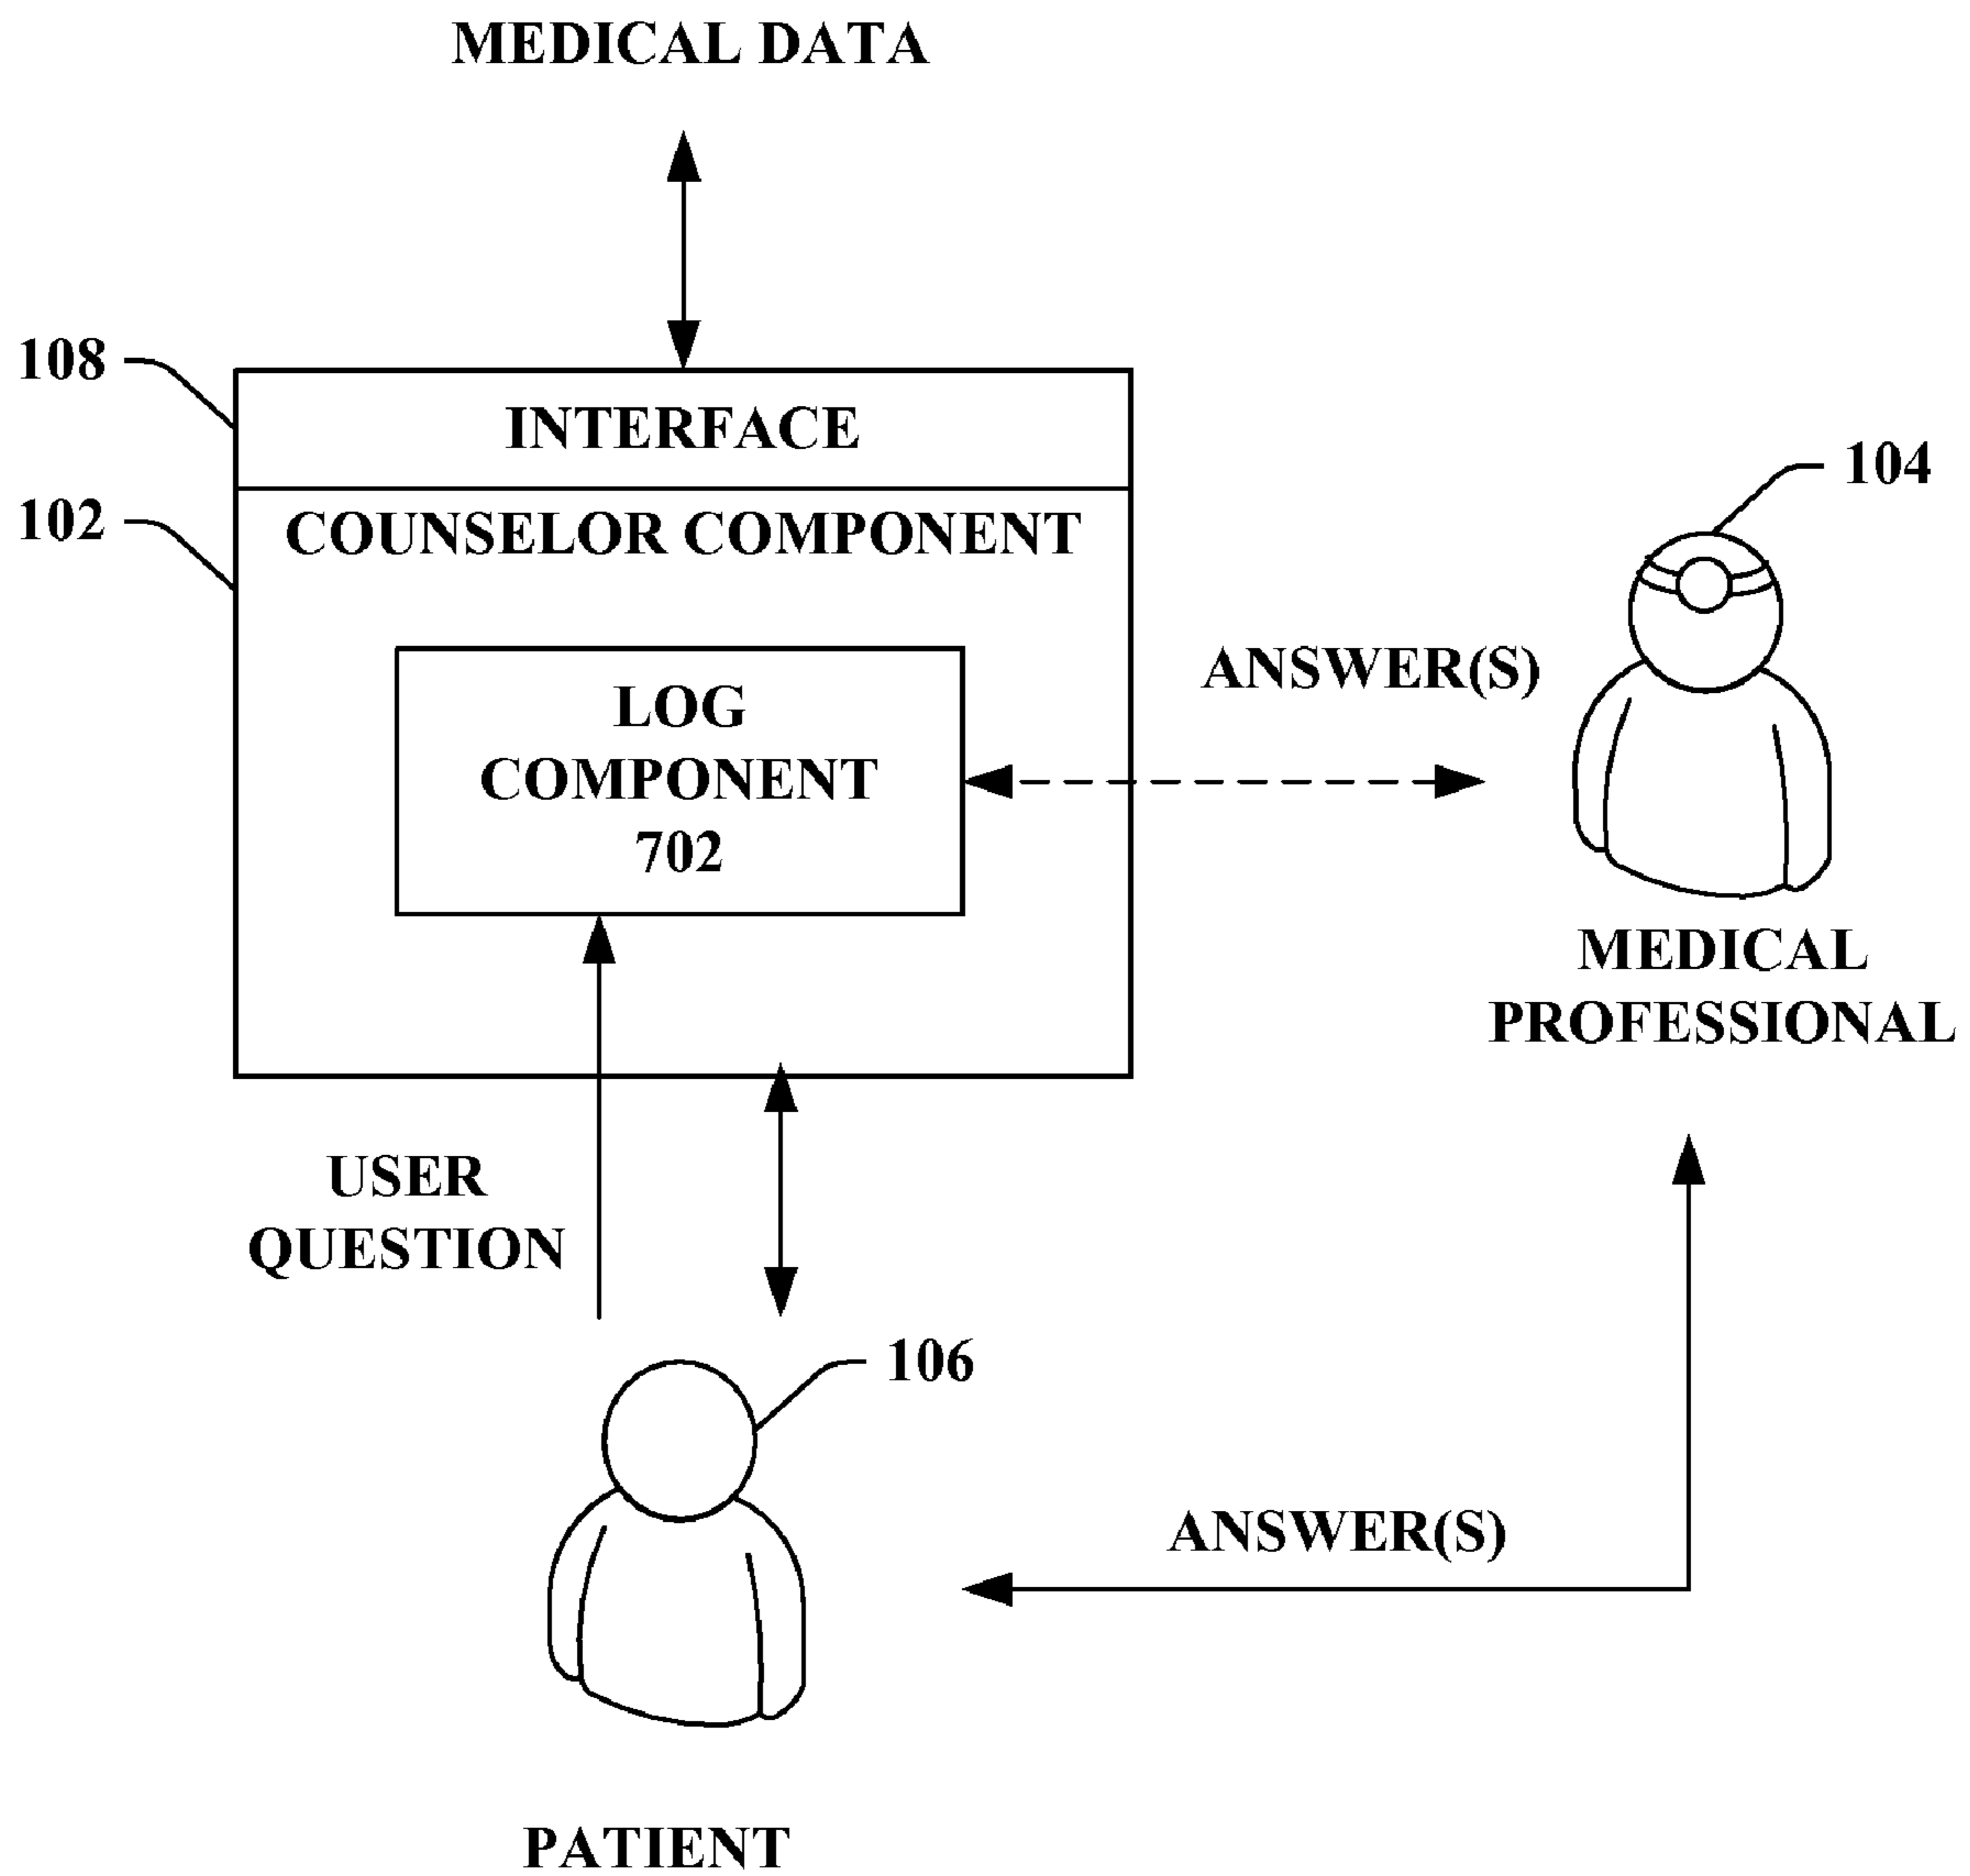 MEDICAL DATA
108
INTERFACE
102
COUNSELOR COMPONENT
104
LOG
COMPONENT
702
ANSWER(S)
MEDICAL
PROFESSIONAL
USER
QUESTION
106
ANSWER(S)
PATIENT